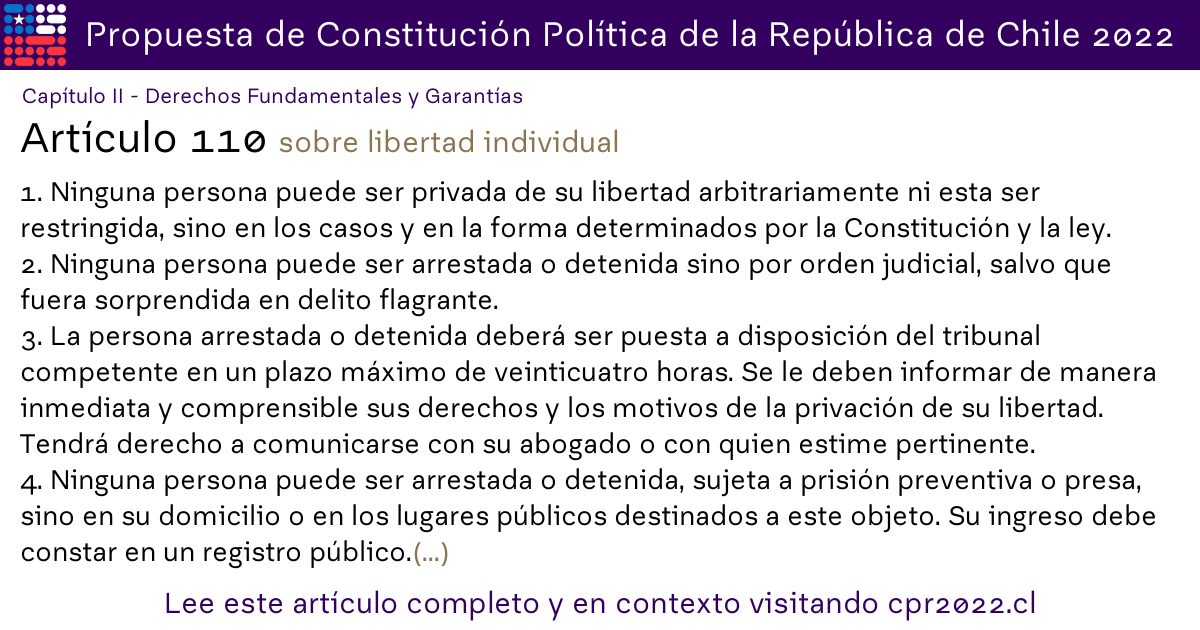 Propuesta de Constitución Política de la República de Chile 2022
Capítulo II - Derechos Fundamentales y Garantías
Artículo 110 sobre libertad individual
1. Ninguna persona puede ser privada de su libertad arbitrariamente ni esta ser
restringida, sino en los casos y en la forma determinados por la Constitución y la ley.
2. Ninguna persona puede ser arrestada o detenida sino por orden judicial, salvo que
fuera sorprendida en delito flagrante.
3. La persona arrestada o detenida deberá ser puesta a disposición del tribunal
competente en un plazo máximo de veinticuatro horas. Se le deben informar de manera
inmediata y comprensible sus derechos y los motivos de la privación de su libertad.
Tendrá derecho a comunicarse con su abogado o con quien estime pertinente.
4. Ninguna persona puede ser arrestada o detenida, sujeta a prisión preventiva o presa,
sino en su domicilio o en los lugares públicos destinados a este objeto. Su ingreso debe
constar en un registro público.(...)
Lee este artículo completo y en contexto visitando cpr2022.cl